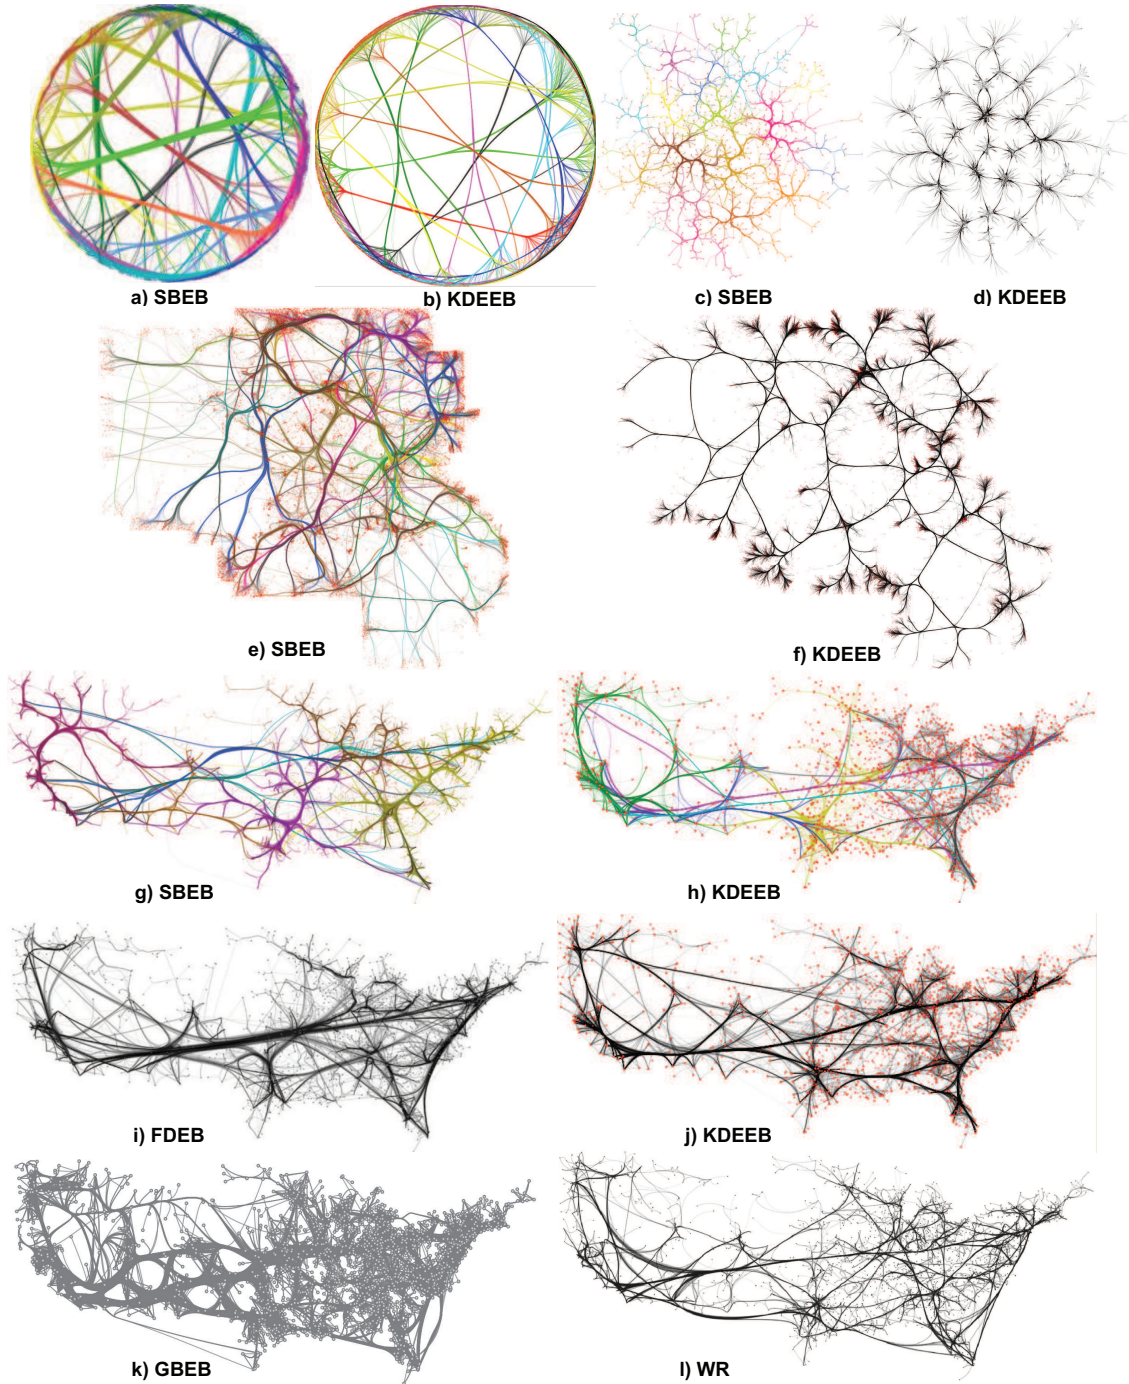 a) SBEB
b) KDEEB
c) SBEB
d) KDEEB
e) SBEB
f) KDEEB
g) SBEB
h) KDEEB
i) FDEB
j) KDEEB
k) GBEB
l) WR